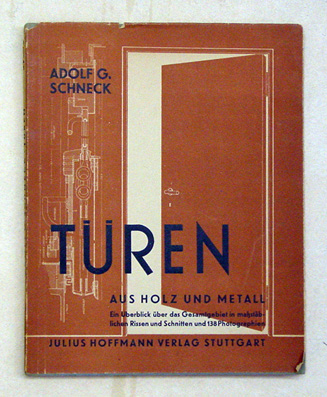 ADOLF G.
SCHNECK
TÜREN
AUS HOLZ UND METALL
Ein Überblick über das Gesamtgebiet in maßstäb-
lichen Rissen und Schnitten und 138 Photographien
JULIUS HOFFMANN VERLAG STUTTGART